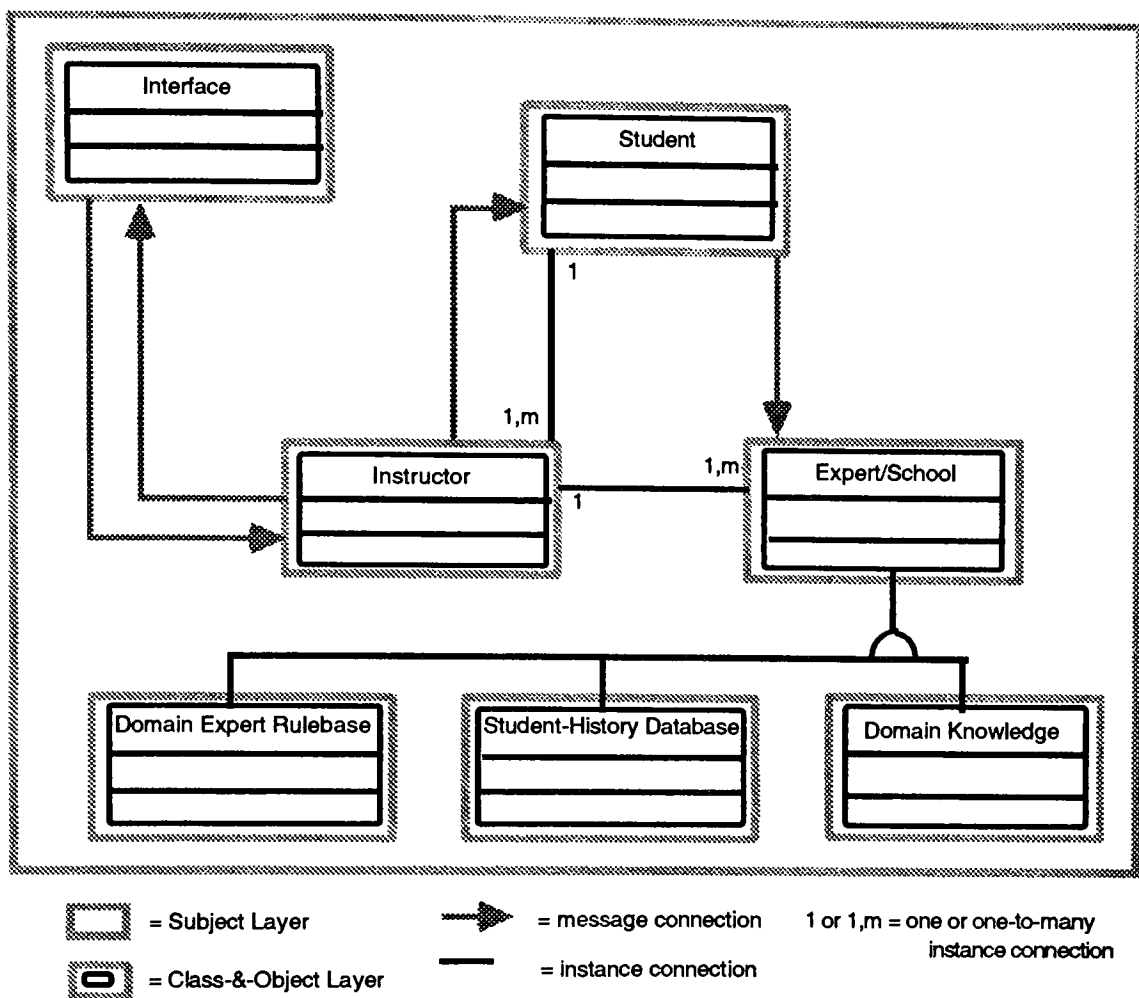 Interface
Student
1
1,m
Instructor
1
1,m
Expert/School
Domain Expert Rulebase
Student-History Database
Domain Knowledge
= Subject Layer
= message connection
1 or 1,m = one or one-to-many
instance connection
= Class-&-Object Layer
= instance connection